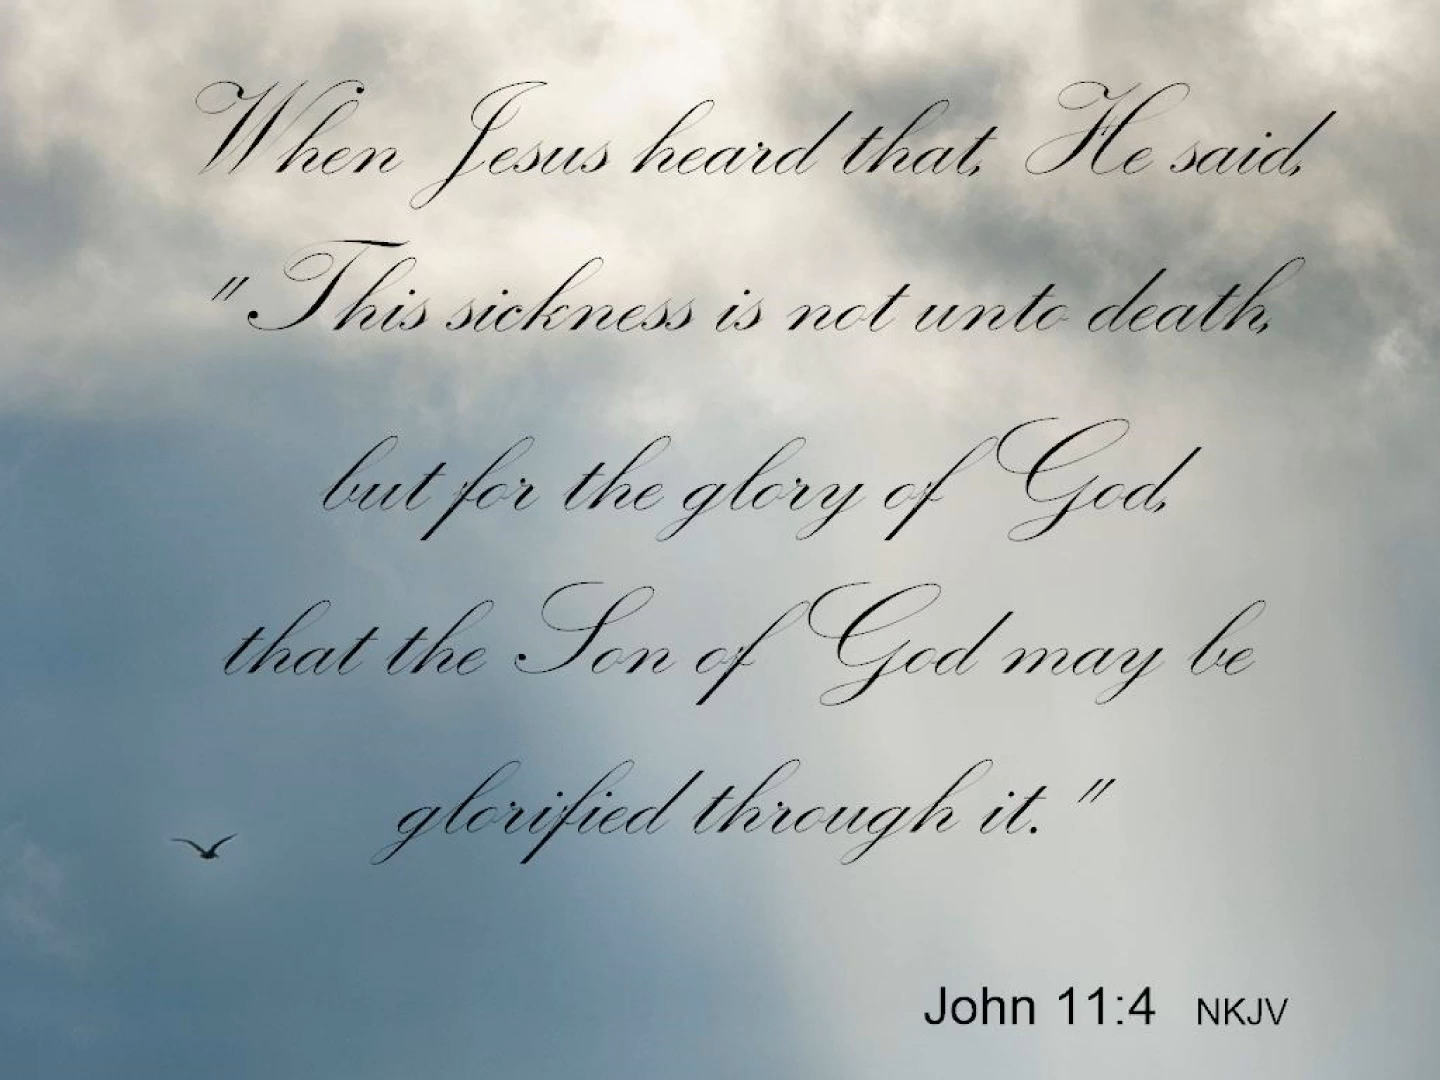 When Jesus heard that, He said,
"This sickness is not unto death,
but for the glory of God,
that the Son of God may be
glorified through it."
John 11:4 NKJV